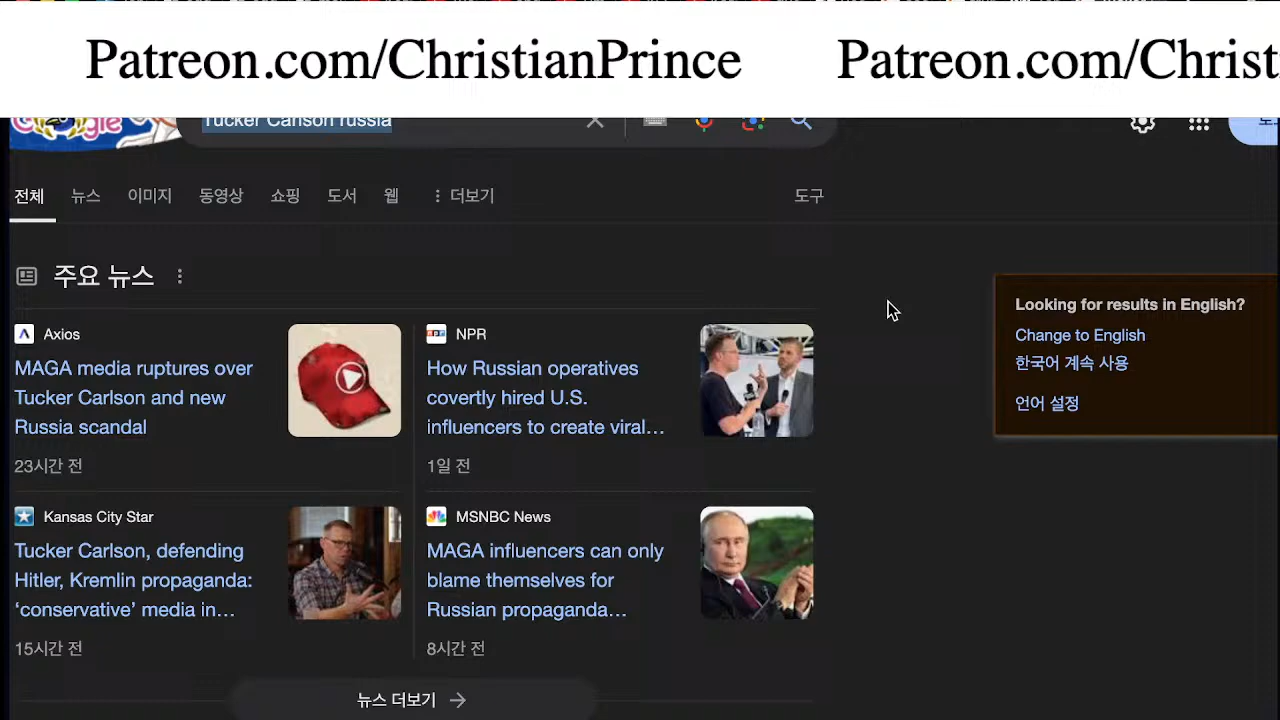 Patreon.com/ChristianPrince Patreon.com/Christ
Tucker Carlson russia
전체 뉴스 이미지 동영상 쇼핑 도서 웹 더보기 도구
주요 뉴스
Axios
MAGA media ruptures over
Tucker Carlson and new
Russia scandal
23시간 전
NPR
How Russian operatives
covertly hired U.S.
influencers to create viral…
1일 전
Kansas City Star
Tucker Carlson, defending
Hitler, Kremlin propaganda:
‘conservative’ media in…
15시간 전
MSNBC News
MAGA influencers can only
blame themselves for
Russian propaganda…
8시간 전
뉴스 더보기
Looking for results in English?
Change to English
한국어 계속 사용
언어 설정